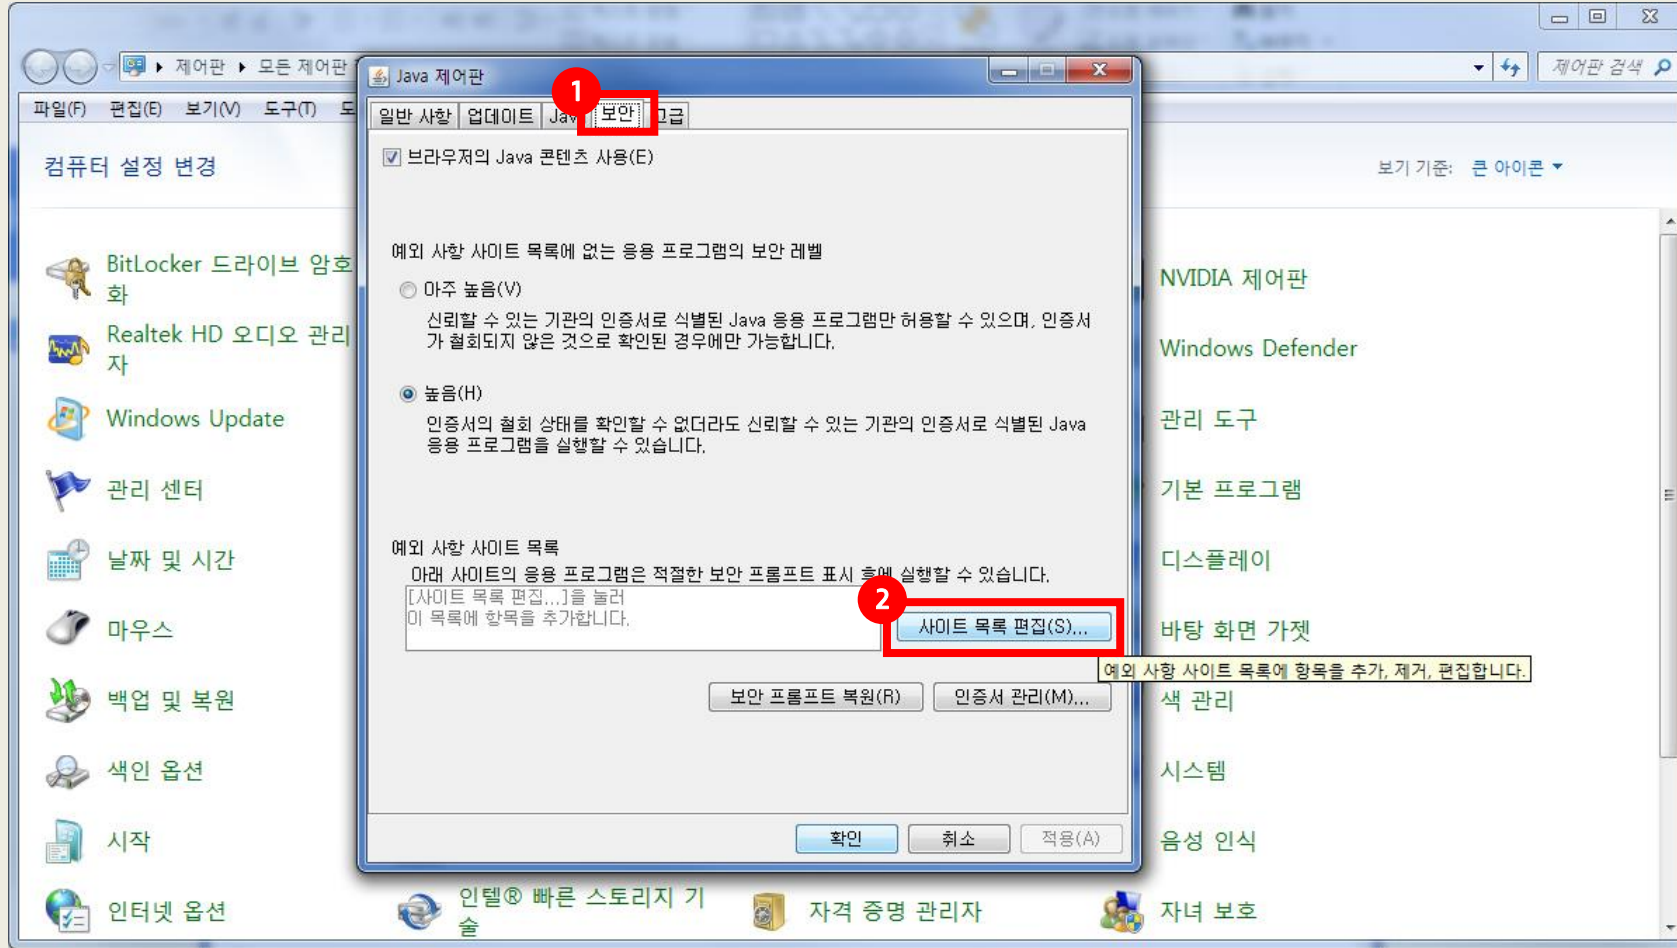 제어판 ▶ 모든 제어판
제어판 검색
파일(F) 편집(E) 보기(V) 도구(T) 도
컴퓨터 설정 변경
보기 기준: 큰 아이콘
BitLocker 드라이브 암호
화
Realtek HD 오디오 관리
자
Windows Update
관리 센터
날짜 및 시간
마우스
백업 및 복원
색인 옵션
시작
인터넷 옵션
Java 제어판
1
일반 사항 업데이트 Jav 보안 고급
브라우저의 Java 콘텐츠 사용(E)
예외 사항 사이트 목록에 없는 응용 프로그램의 보안 레벨
아주 높음(V)
신뢰할 수 있는 기관의 인증서로 식별된 Java 응용 프로그램만 허용할 수 있으며, 인증서
가 철회되지 않은 것으로 확인된 경우에만 가능합니다.
높음(H)
인증서의 철회 상태를 확인할 수 없더라도 신뢰할 수 있는 기관의 인증서로 식별된 Java
응용 프로그램을 실행할 수 있습니다.
예외 사항 사이트 목록
아래 사이트의 응용 프로그램은 적절한 보안 프롬프트 표시 후에 실행할 수 있습니다.
[사이트 목록 편집...]을 눌러
이 목록에 항목을 추가합니다.
2
사이트 목록 편집(S)...
예외 사항 사이트 목록에 항목을 추가, 제거, 편집합니다.
보안 프롬프트 복원(R) 인증서 관리(M)...
확인 취소 적용(A)
인텔® 빠른 스토리지 기
술
자격 증명 관리자
NVIDIA 제어판
Windows Defender
관리 도구
기본 프로그램
디스플레이
바탕 화면 가젯
색 관리
시스템
음성 인식
자녀 보호